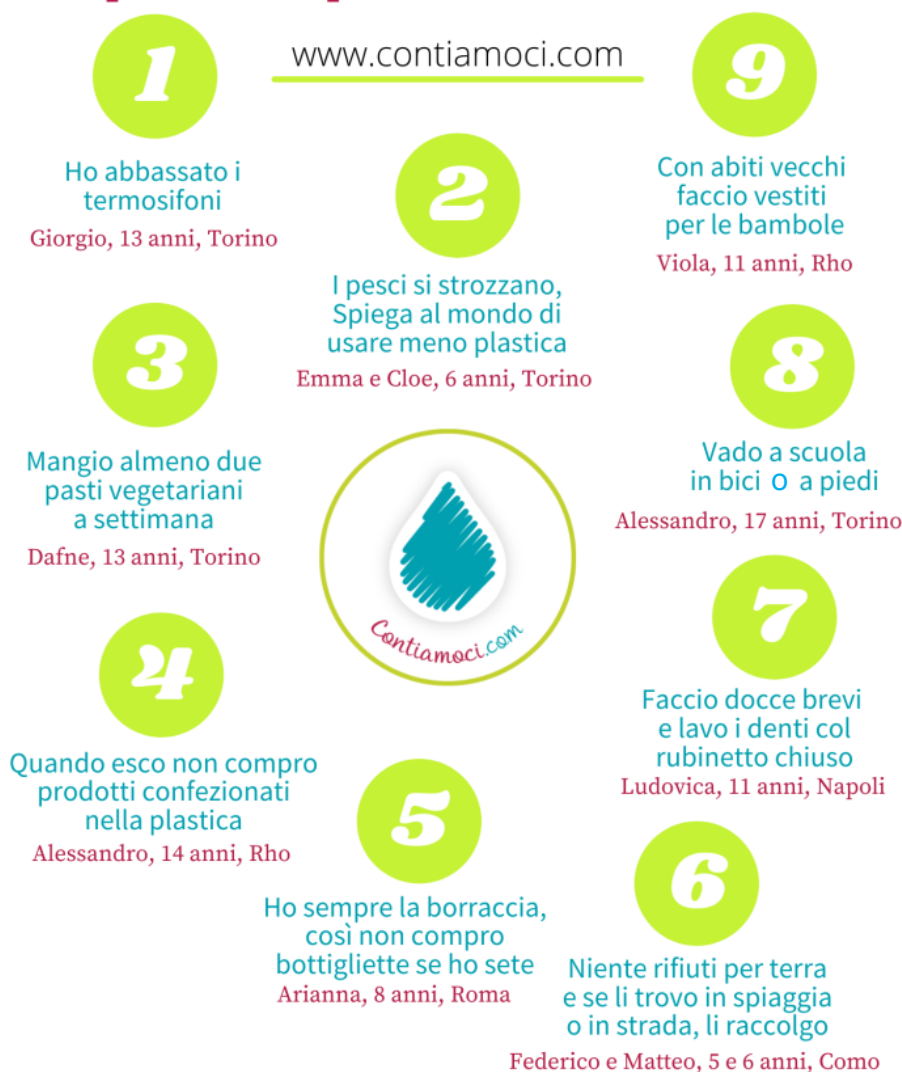 www.contiamoci.com
1
Ho abbassato i
termosifoni
Giorgio, 13 anni, Torino
2
I pesci si strozzano,
Spiega al mondo di
usare meno plastica
Emma e Cloe, 6 anni, Torino
3
Mangio almeno due
pasti vegetariani
a settimana
Dafne, 13 anni, Torino
4
Quando esco non compro
prodotti confezionati
nella plastica
Alessandro, 14 anni, Rho
5
Ho sempre la borraccia,
così non compro
bottigliette se ho sete
Arianna, 8 anni, Roma
6
Niente rifiuti per terra
e se li trovo in spiaggia
o in strada, li raccolgo
Federico e Matteo, 5 e 6 anni, Como
7
Faccio docce brevi
e lavo i denti col
rubinetto chiuso
Ludovica, 11 anni, Napoli
8
Vado a scuola
in bici o a piedi
Alessandro, 17 anni, Torino
9
Con abiti vecchi
faccio vestiti
per le bambole
Viola, 11 anni, Rho
Contiamoci.com